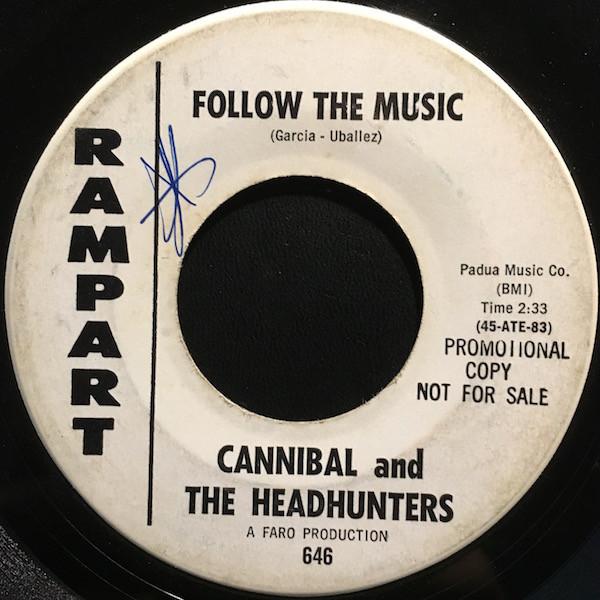 RAMPART
FOLLOW THE MUSIC
(Garcia - Uballez)
Padua Music Co.
(BMI)
Time 2:33
(45-ATE-83)
PROMOTIONAL
COPY
NOT FOR SALE
CANNIBAL and
THE HEADHUNTERS
A FARO PRODUCTION
646